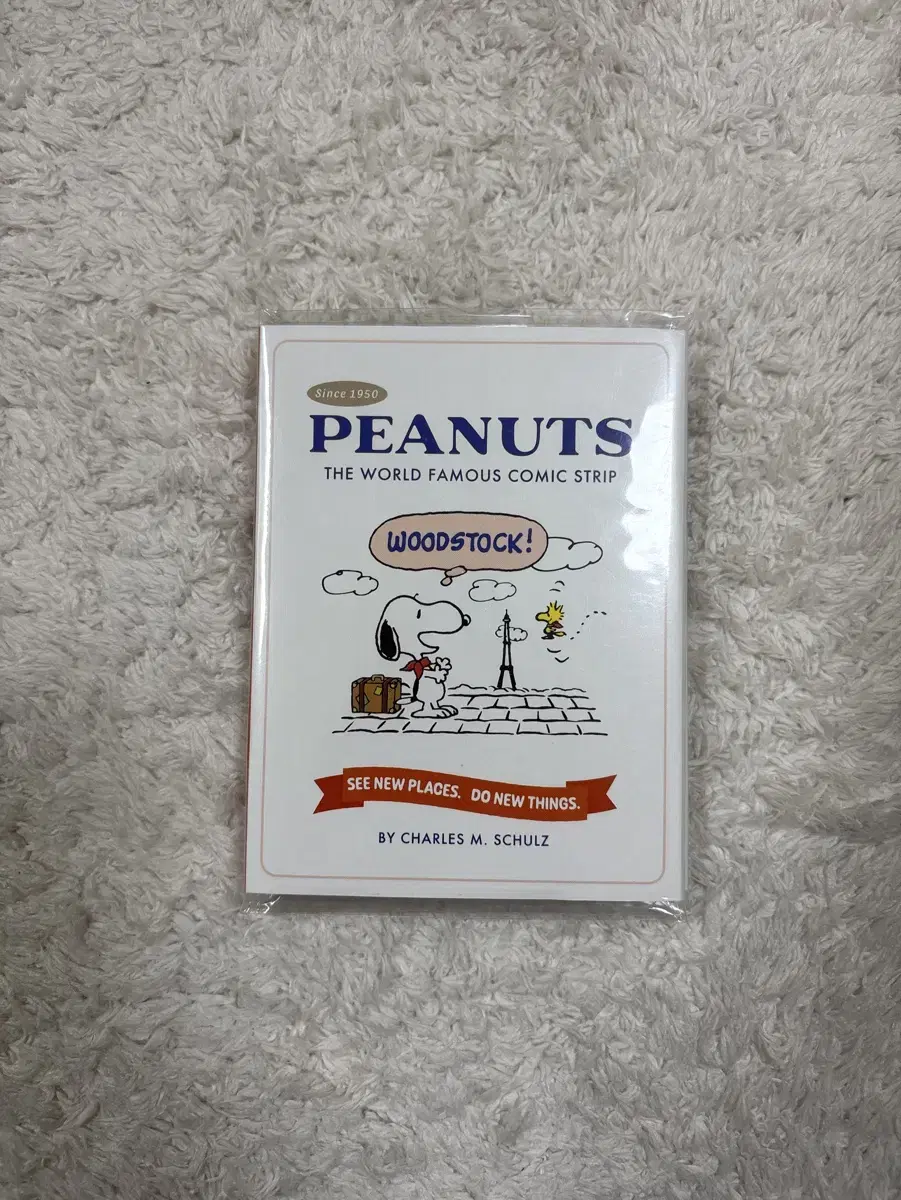 Since 1950
PEANUTS
THE WORLD FAMOUS COMIC STRIP
WOODSTOCK!
SEE NEW PLACES. DO NEW THINGS.
BY CHARLES M. SCHULZ